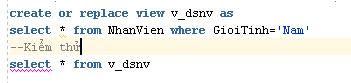 create or replace view v_dsnv as
select * from NhanVien where GioiTinh='Nam'
--Kiểm thử
select * from v_dsnv